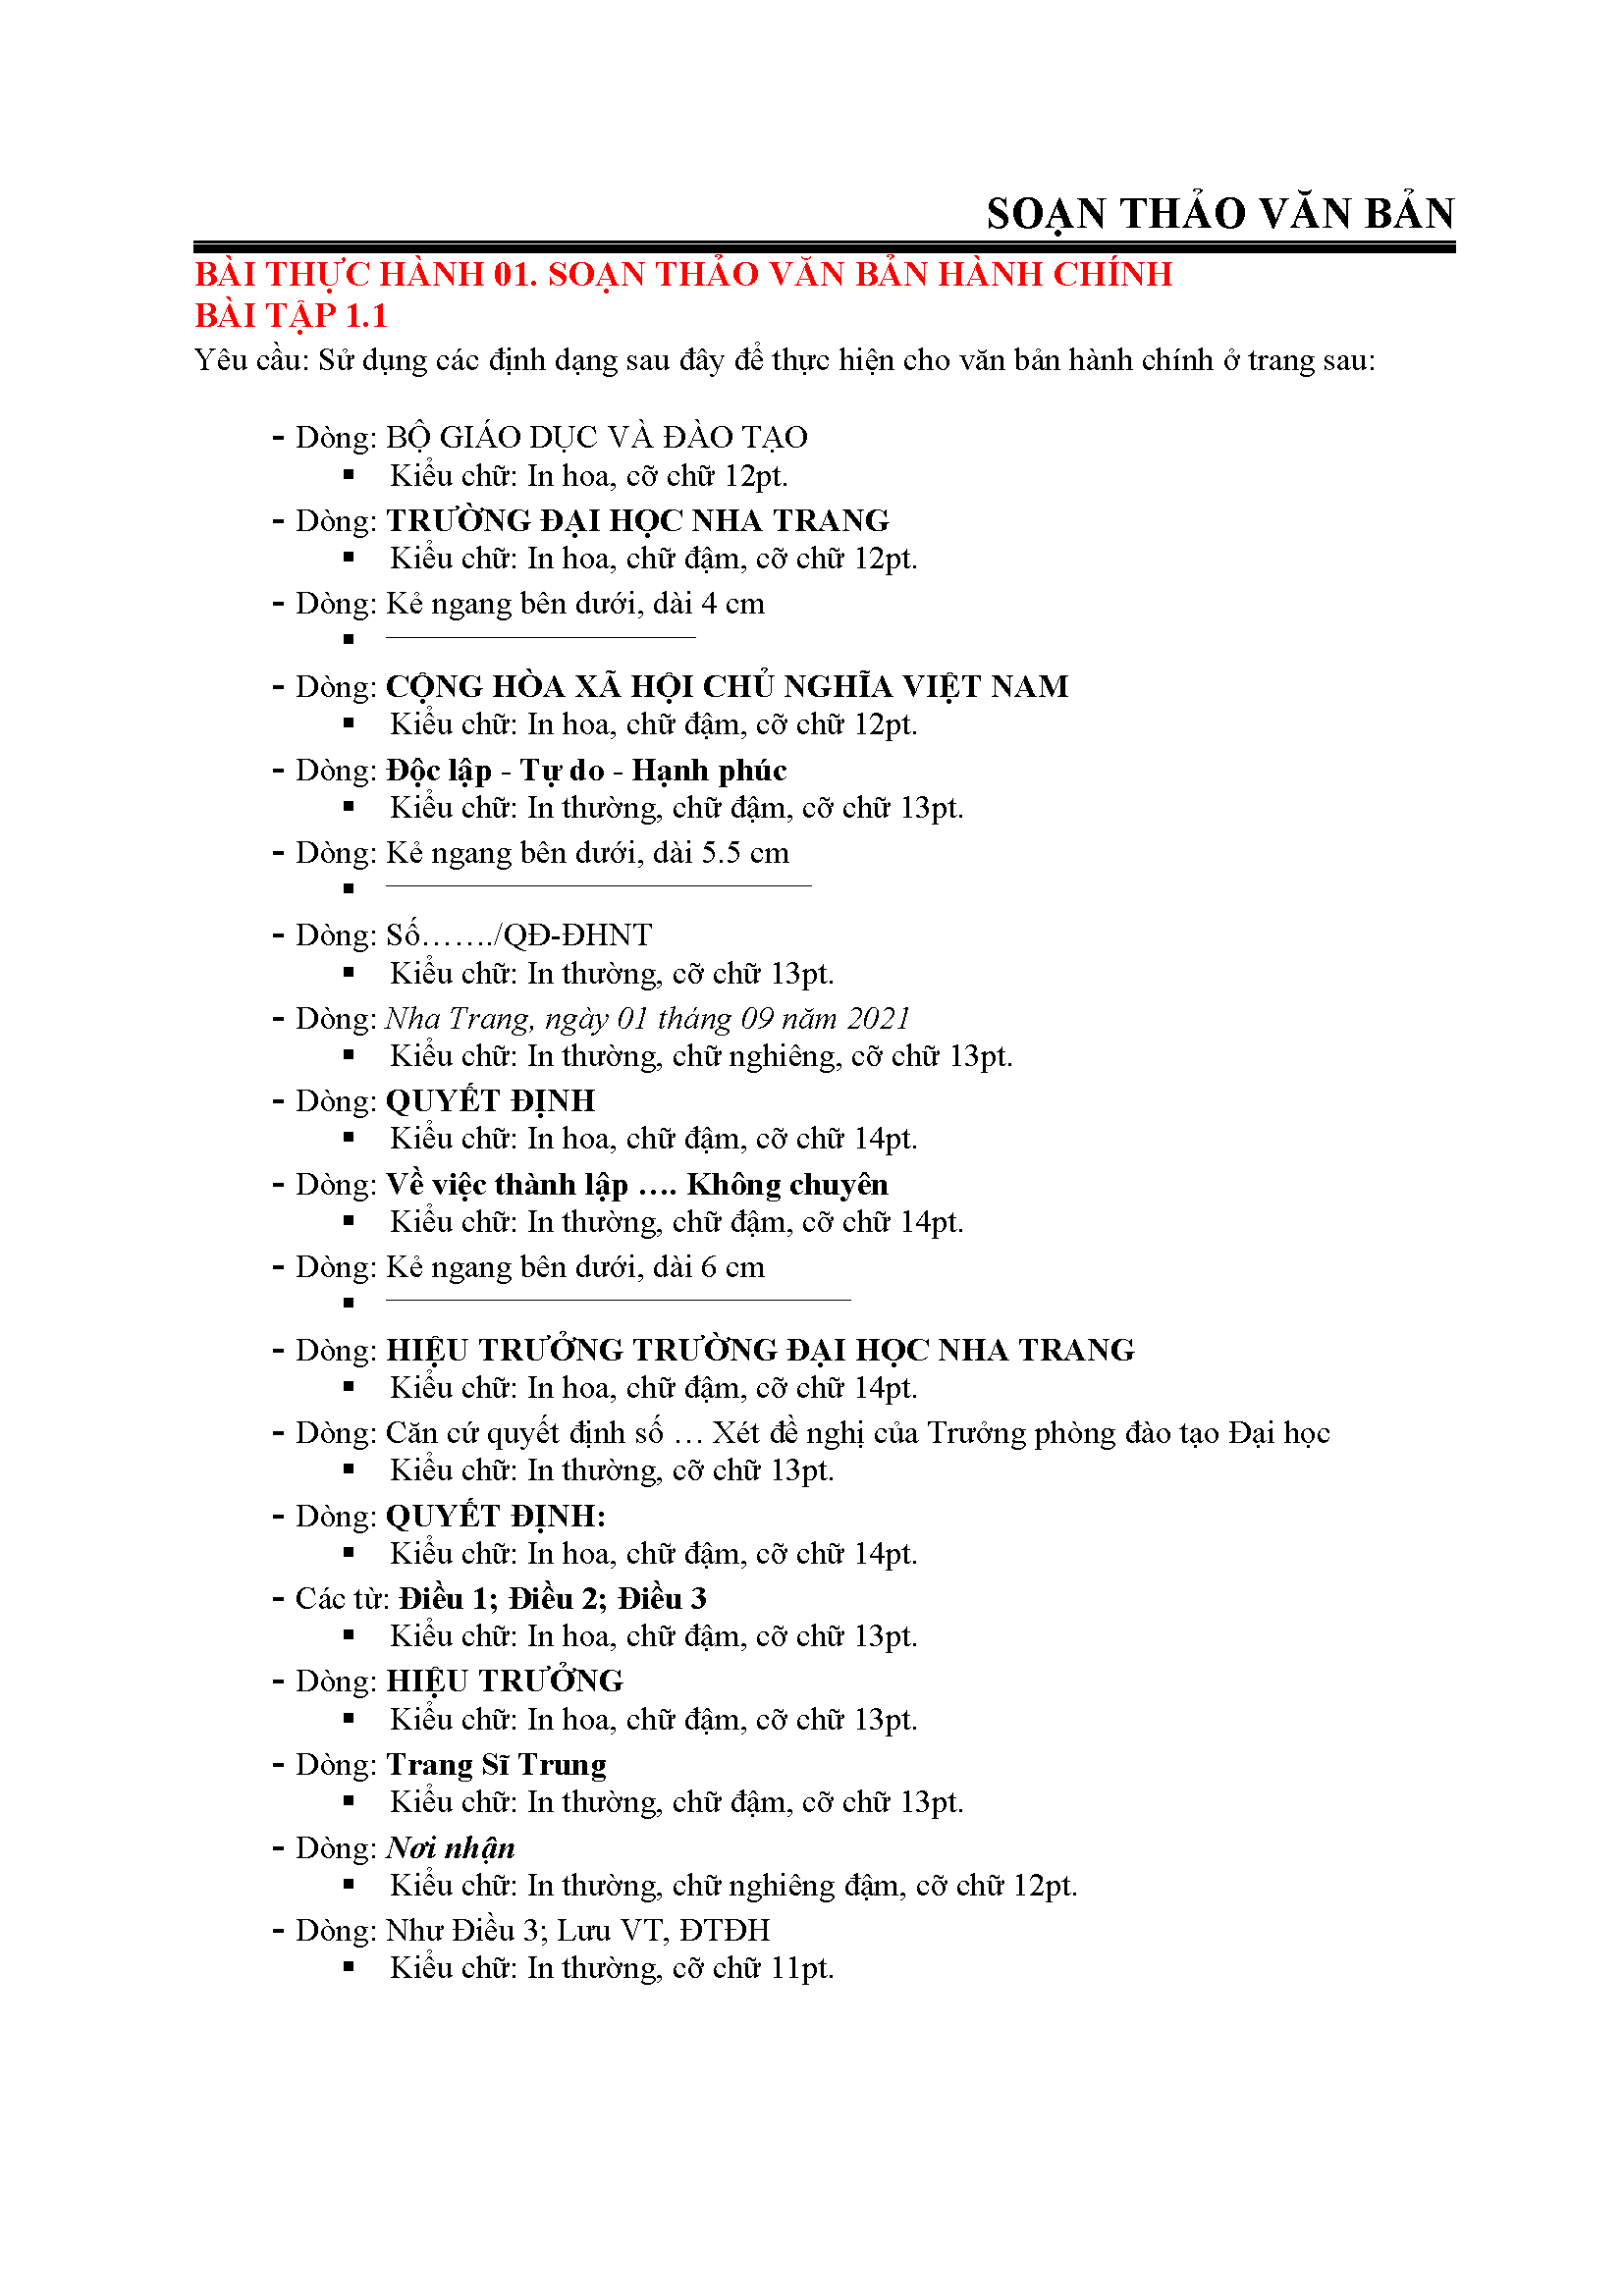 SOẠN THẢO VĂN BẢN
BÀI THỰC HÀNH 01. SOẠN THẢO VĂN BẢN HÀNH CHÍNH
BÀI TẬP 1.1
Yêu cầu: Sử dụng các định dạng sau đây để thực hiện cho văn bản hành chính ở trang sau:
- Dòng: BỘ GIÁO DỤC VÀ ĐÀO TẠO
▪ Kiểu chữ: In hoa, cỡ chữ 12pt.
- Dòng: TRƯỜNG ĐẠI HỌC NHA TRANG
▪ Kiểu chữ: In hoa, chữ đậm, cỡ chữ 12pt.
- Dòng: Kẻ ngang bên dưới, dài 4 cm
▪
- Dòng: CỘNG HÒA XÃ HỘI CHỦ NGHĨA VIỆT NAM
▪ Kiểu chữ: In hoa, chữ đậm, cỡ chữ 12pt.
- Dòng: Độc lập - Tự do - Hạnh phúc
▪ Kiểu chữ: In thường, chữ đậm, cỡ chữ 13pt.
- Dòng: Kẻ ngang bên dưới, dài 5.5 cm
▪
- Dòng: Số……./QĐ-ĐHNT
▪ Kiểu chữ: In thường, cỡ chữ 13pt.
- Dòng: Nha Trang, ngày 01 tháng 09 năm 2021
▪ Kiểu chữ: In thường, chữ nghiêng, cỡ chữ 13pt.
- Dòng: QUYẾT ĐỊNH
▪ Kiểu chữ: In hoa, chữ đậm, cỡ chữ 14pt.
- Dòng: Về việc thành lập …. Không chuyên
▪ Kiểu chữ: In thường, chữ đậm, cỡ chữ 14pt.
- Dòng: Kẻ ngang bên dưới, dài 6 cm
▪
- Dòng: HIỆU TRƯỞNG TRƯỜNG ĐẠI HỌC NHA TRANG
▪ Kiểu chữ: In hoa, chữ đậm, cỡ chữ 14pt.
- Dòng: Căn cứ quyết định số … Xét đề nghị của Trưởng phòng đào tạo Đại học
▪ Kiểu chữ: In thường, cỡ chữ 13pt.
- Dòng: QUYẾT ĐỊNH:
▪ Kiểu chữ: In hoa, chữ đậm, cỡ chữ 14pt.
- Các từ: Điều 1; Điều 2; Điều 3
▪ Kiểu chữ: In hoa, chữ đậm, cỡ chữ 13pt.
- Dòng: HIỆU TRƯỞNG
▪ Kiểu chữ: In hoa, chữ đậm, cỡ chữ 13pt.
- Dòng: Trang Sĩ Trung
▪ Kiểu chữ: In thường, chữ đậm, cỡ chữ 13pt.
- Dòng: Nơi nhận
▪ Kiểu chữ: In thường, chữ nghiêng đậm, cỡ chữ 12pt.
- Dòng: Như Điều 3; Lưu VT, ĐTĐH
▪ Kiểu chữ: In thường, cỡ chữ 11pt.